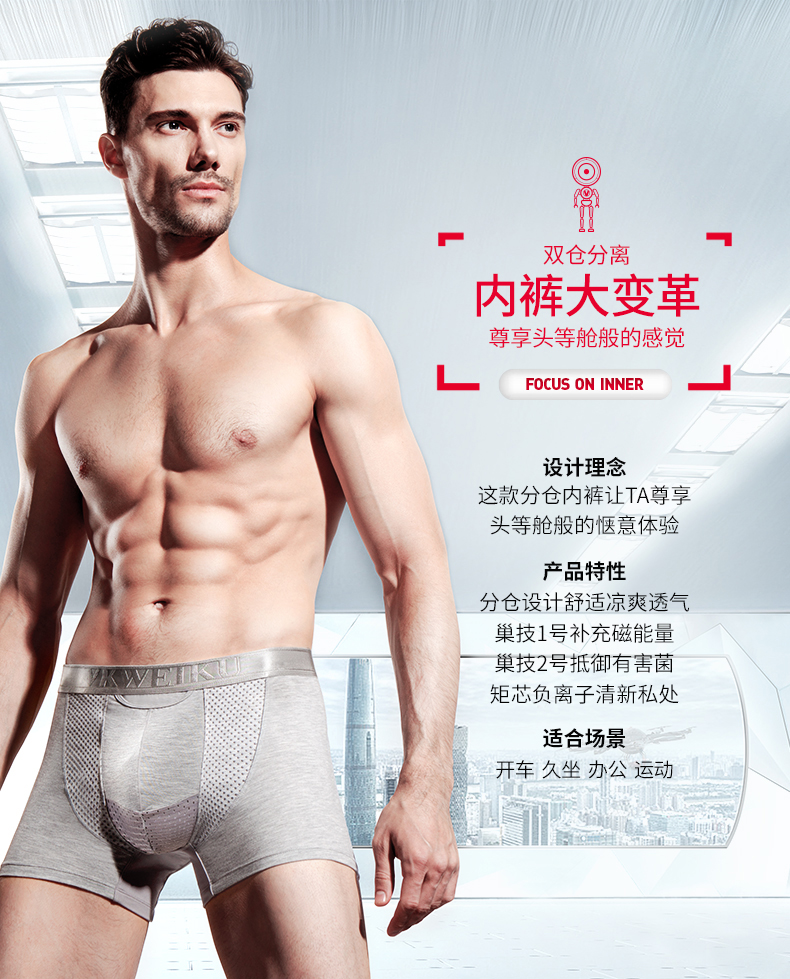 双仓分离
内裤大变革
尊享头等舱般的感觉
FOCUS ON INNER
设计理念
这款分仓内裤让TA尊享
头等舱般的惬意体验
产品特性
分仓设计舒适凉爽透气
巢技1号补充磁能量
巢技2号抵御有害菌
矩芯负离子清新私处
适合场景
开车 久坐 办公 运动